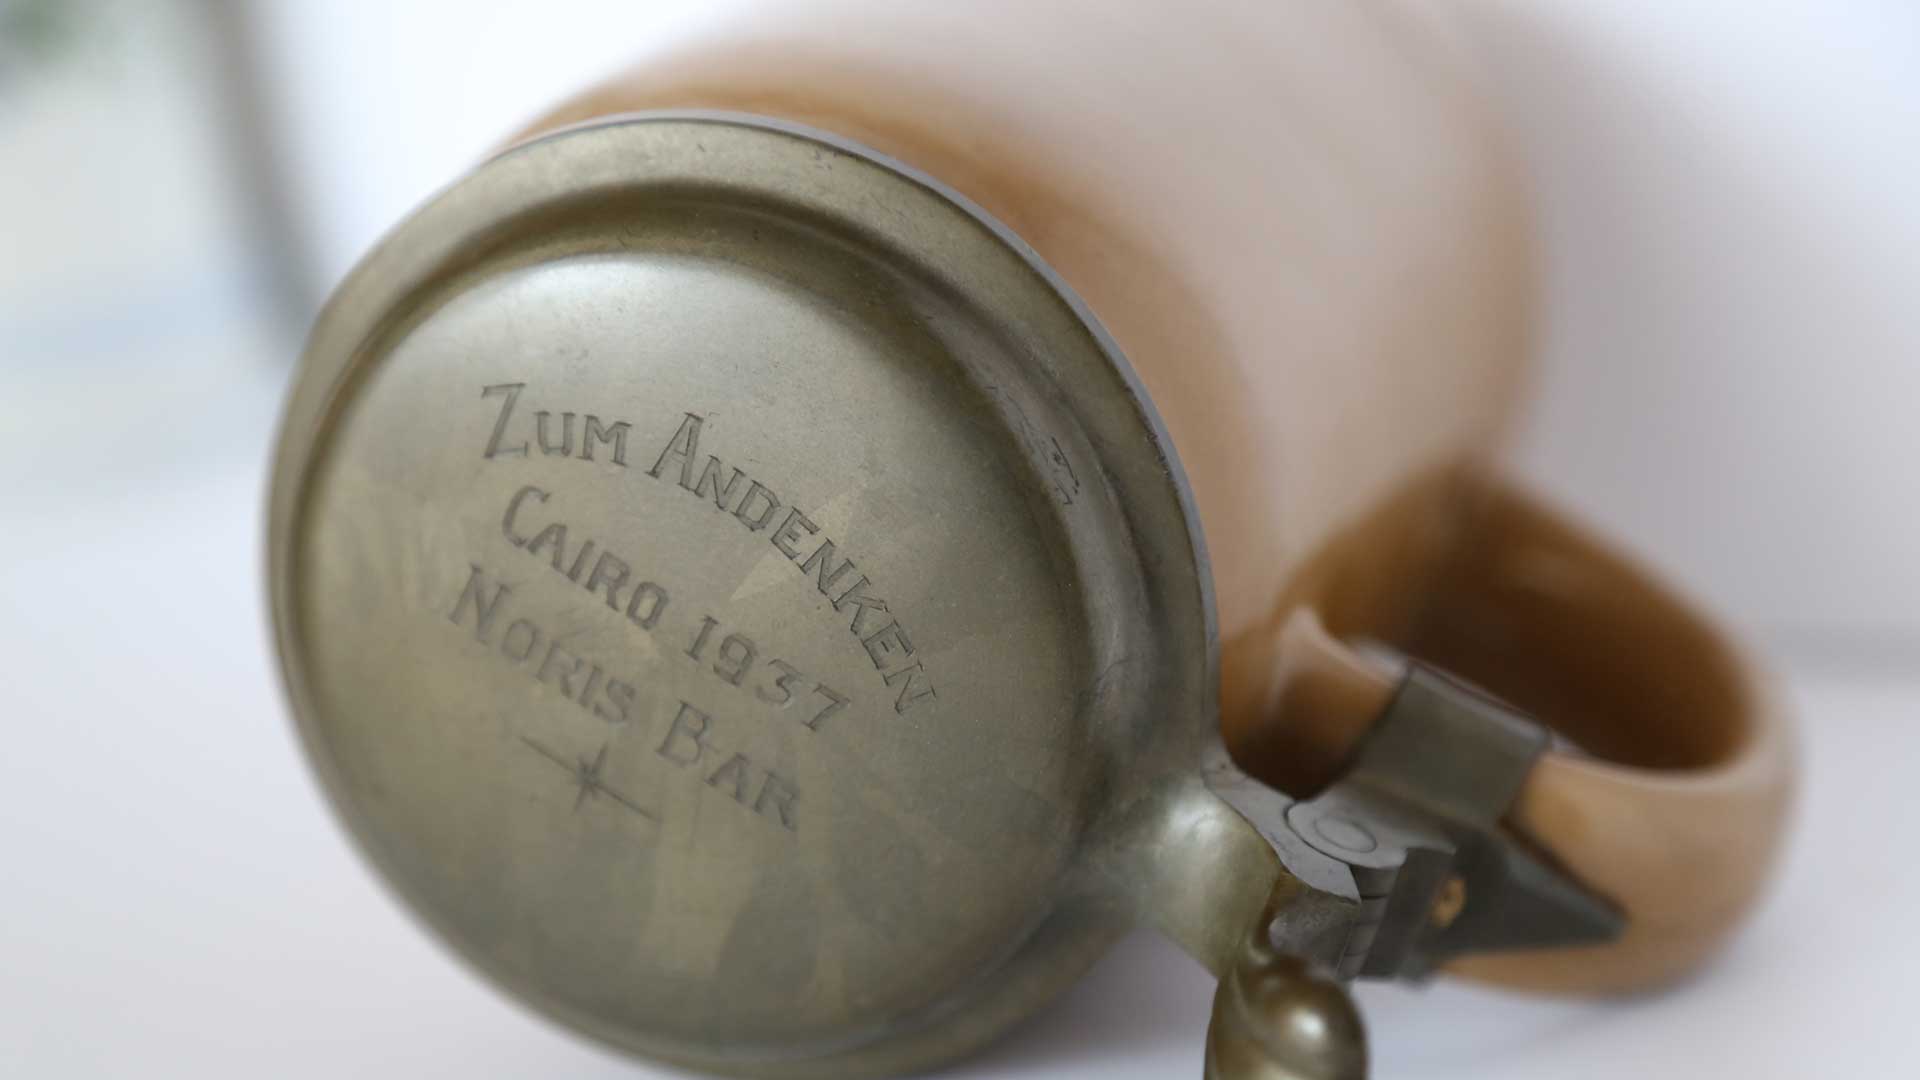 Zum Andenken
Cairo 1937
Noris Bar